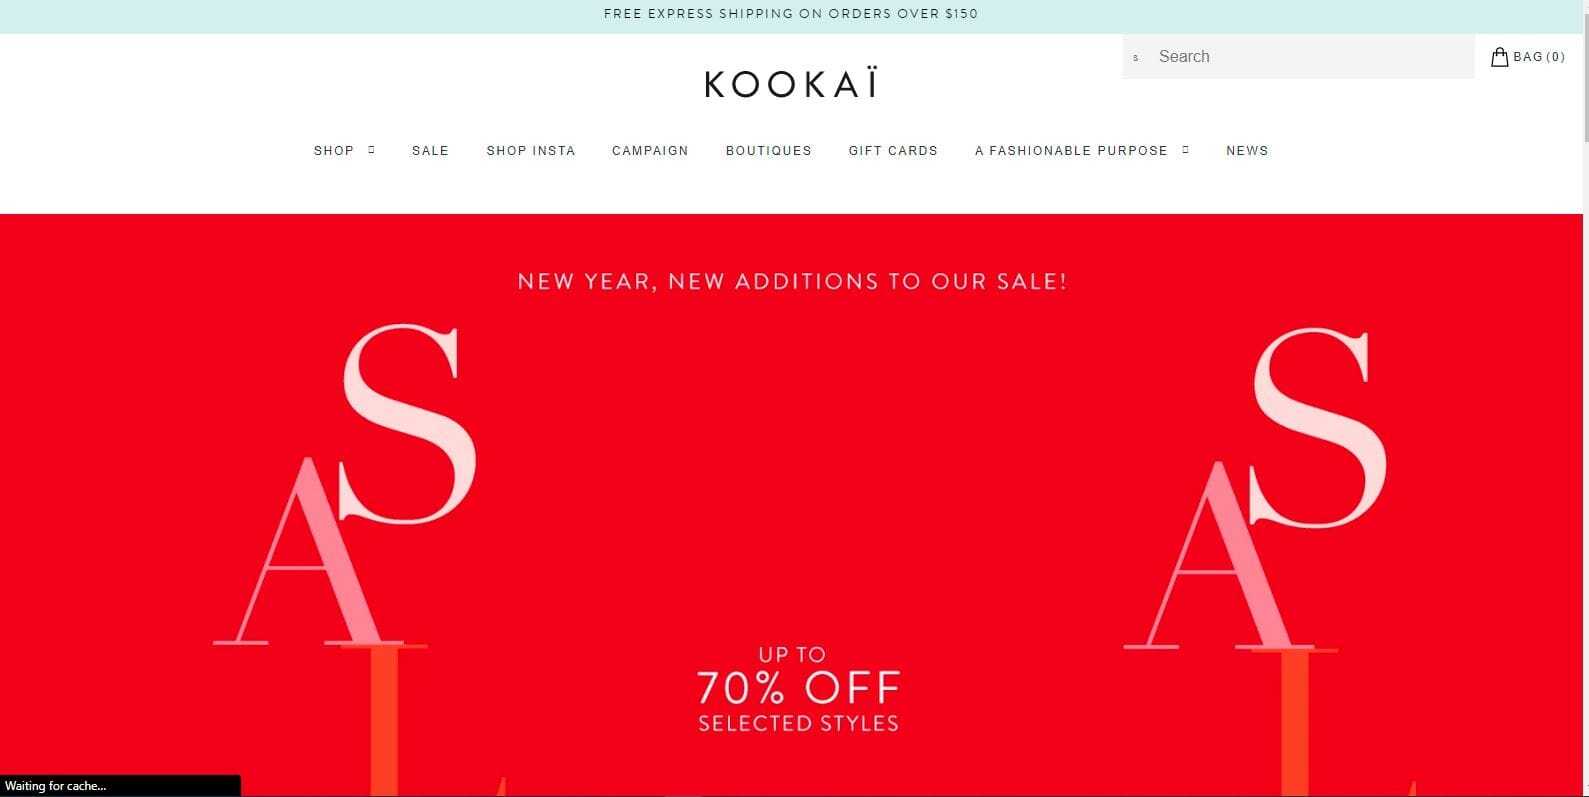 FREE EXPRESS SHIPPING ON ORDERS OVER $150
s Search
BAG (0)
KOOKAÏ
SHOP SALE SHOP INSTA CAMPAIGN BOUTIQUES GIFT CARDS A FASHIONABLE PURPOSE NEWS
NEW YEAR, NEW ADDITIONS TO OUR SALE!
S S
A A
L L
UP TO
70% OFF
SELECTED STYLES
Waiting for cache...